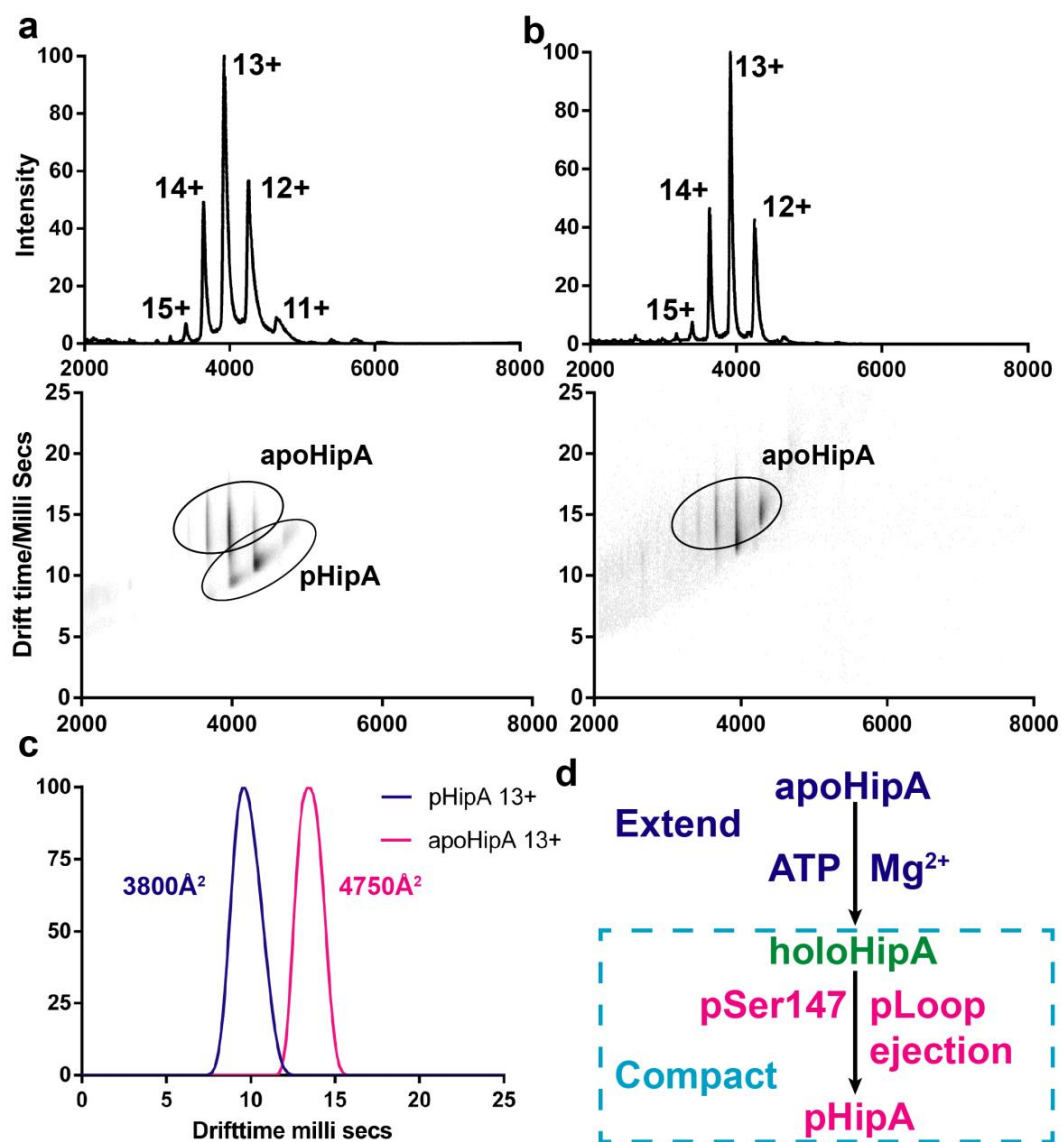 a
100
80
60
40
20
0
Intensity
13+
14+
12+
15+
11+
2000 4000 6000 8000
b
100
80
60
40
20
0
13+
14+
12+
15+
2000 4000 6000 8000
25
20
15
10
5
0
Drift time/Milli Secs
apoHipA
pHipA
2000 4000 6000 8000
25
20
15
10
5
0
apoHipA
2000 4000 6000 8000
c
100
75
50
25
0
pHipA 13+
apoHipA 13+
3800Å²
4750Å²
0 5 10 15 20 25
Drifttime milli secs
d
apoHipA
Extend
ATP Mg²⁺
holoHipA
pSer147 pLoop
ejection
Compact
pHipA